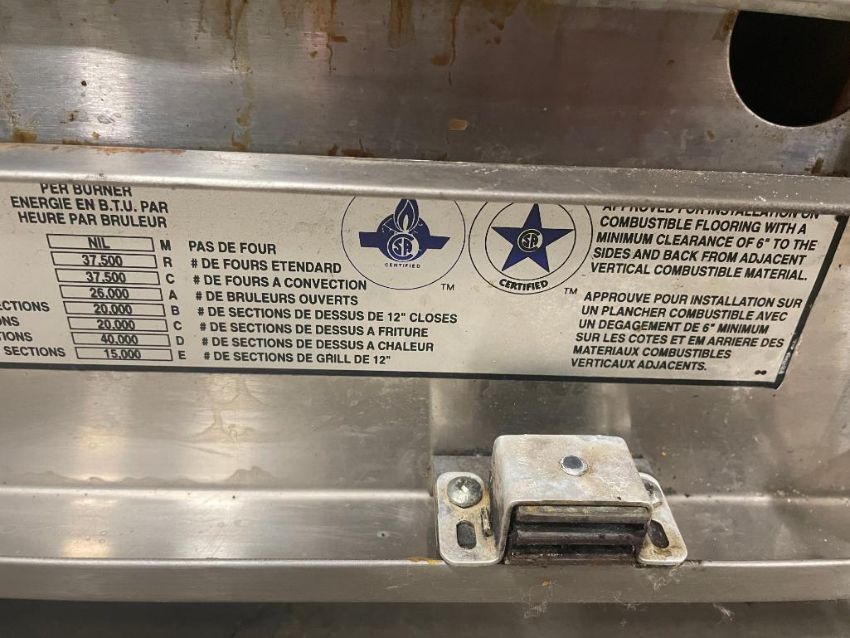 PER BURNER
ENERGIE EN B.T.U. PAR
HEURE PAR BRULEUR
NIL M PAS DE FOUR
37.500 R # DE FOURS ETENDARD
37.500 C # DE FOURS A CONVECTION
26.000 A # DE BRULEURS OUVERTS
ECTIONS 20.000 B # DE SECTIONS DE DESSUS DE 12" CLOSES
ONS 20.000 C # DE SECTIONS DE DESSUS A FRITURE
TIONS 40.000 D # DE SECTIONS DE DESSUS A CHALEUR
SECTIONS 15.000 E # DE SECTIONS DE GRILL DE 12"
CERTIFIED
TM
CERTIFIED
TM
APPROVED FOR INSTALLATION ON
COMBUSTIBLE FLOORING WITH A
MINIMUM CLEARANCE OF 6" TO THE
SIDES AND BACK FROM ADJACENT
VERTICAL COMBUSTIBLE MATERIAL.
APPROUVE POUR INSTALLATION SUR
UN PLANCHER COMBUSTIBLE AVEC
UN DEGAGEMENT DE 6" MINIMUM
SUR LES COTES ET EM ARRIERE DES
MATERIAUX COMBUSTIBLES
VERTICAUX ADJACENTS.